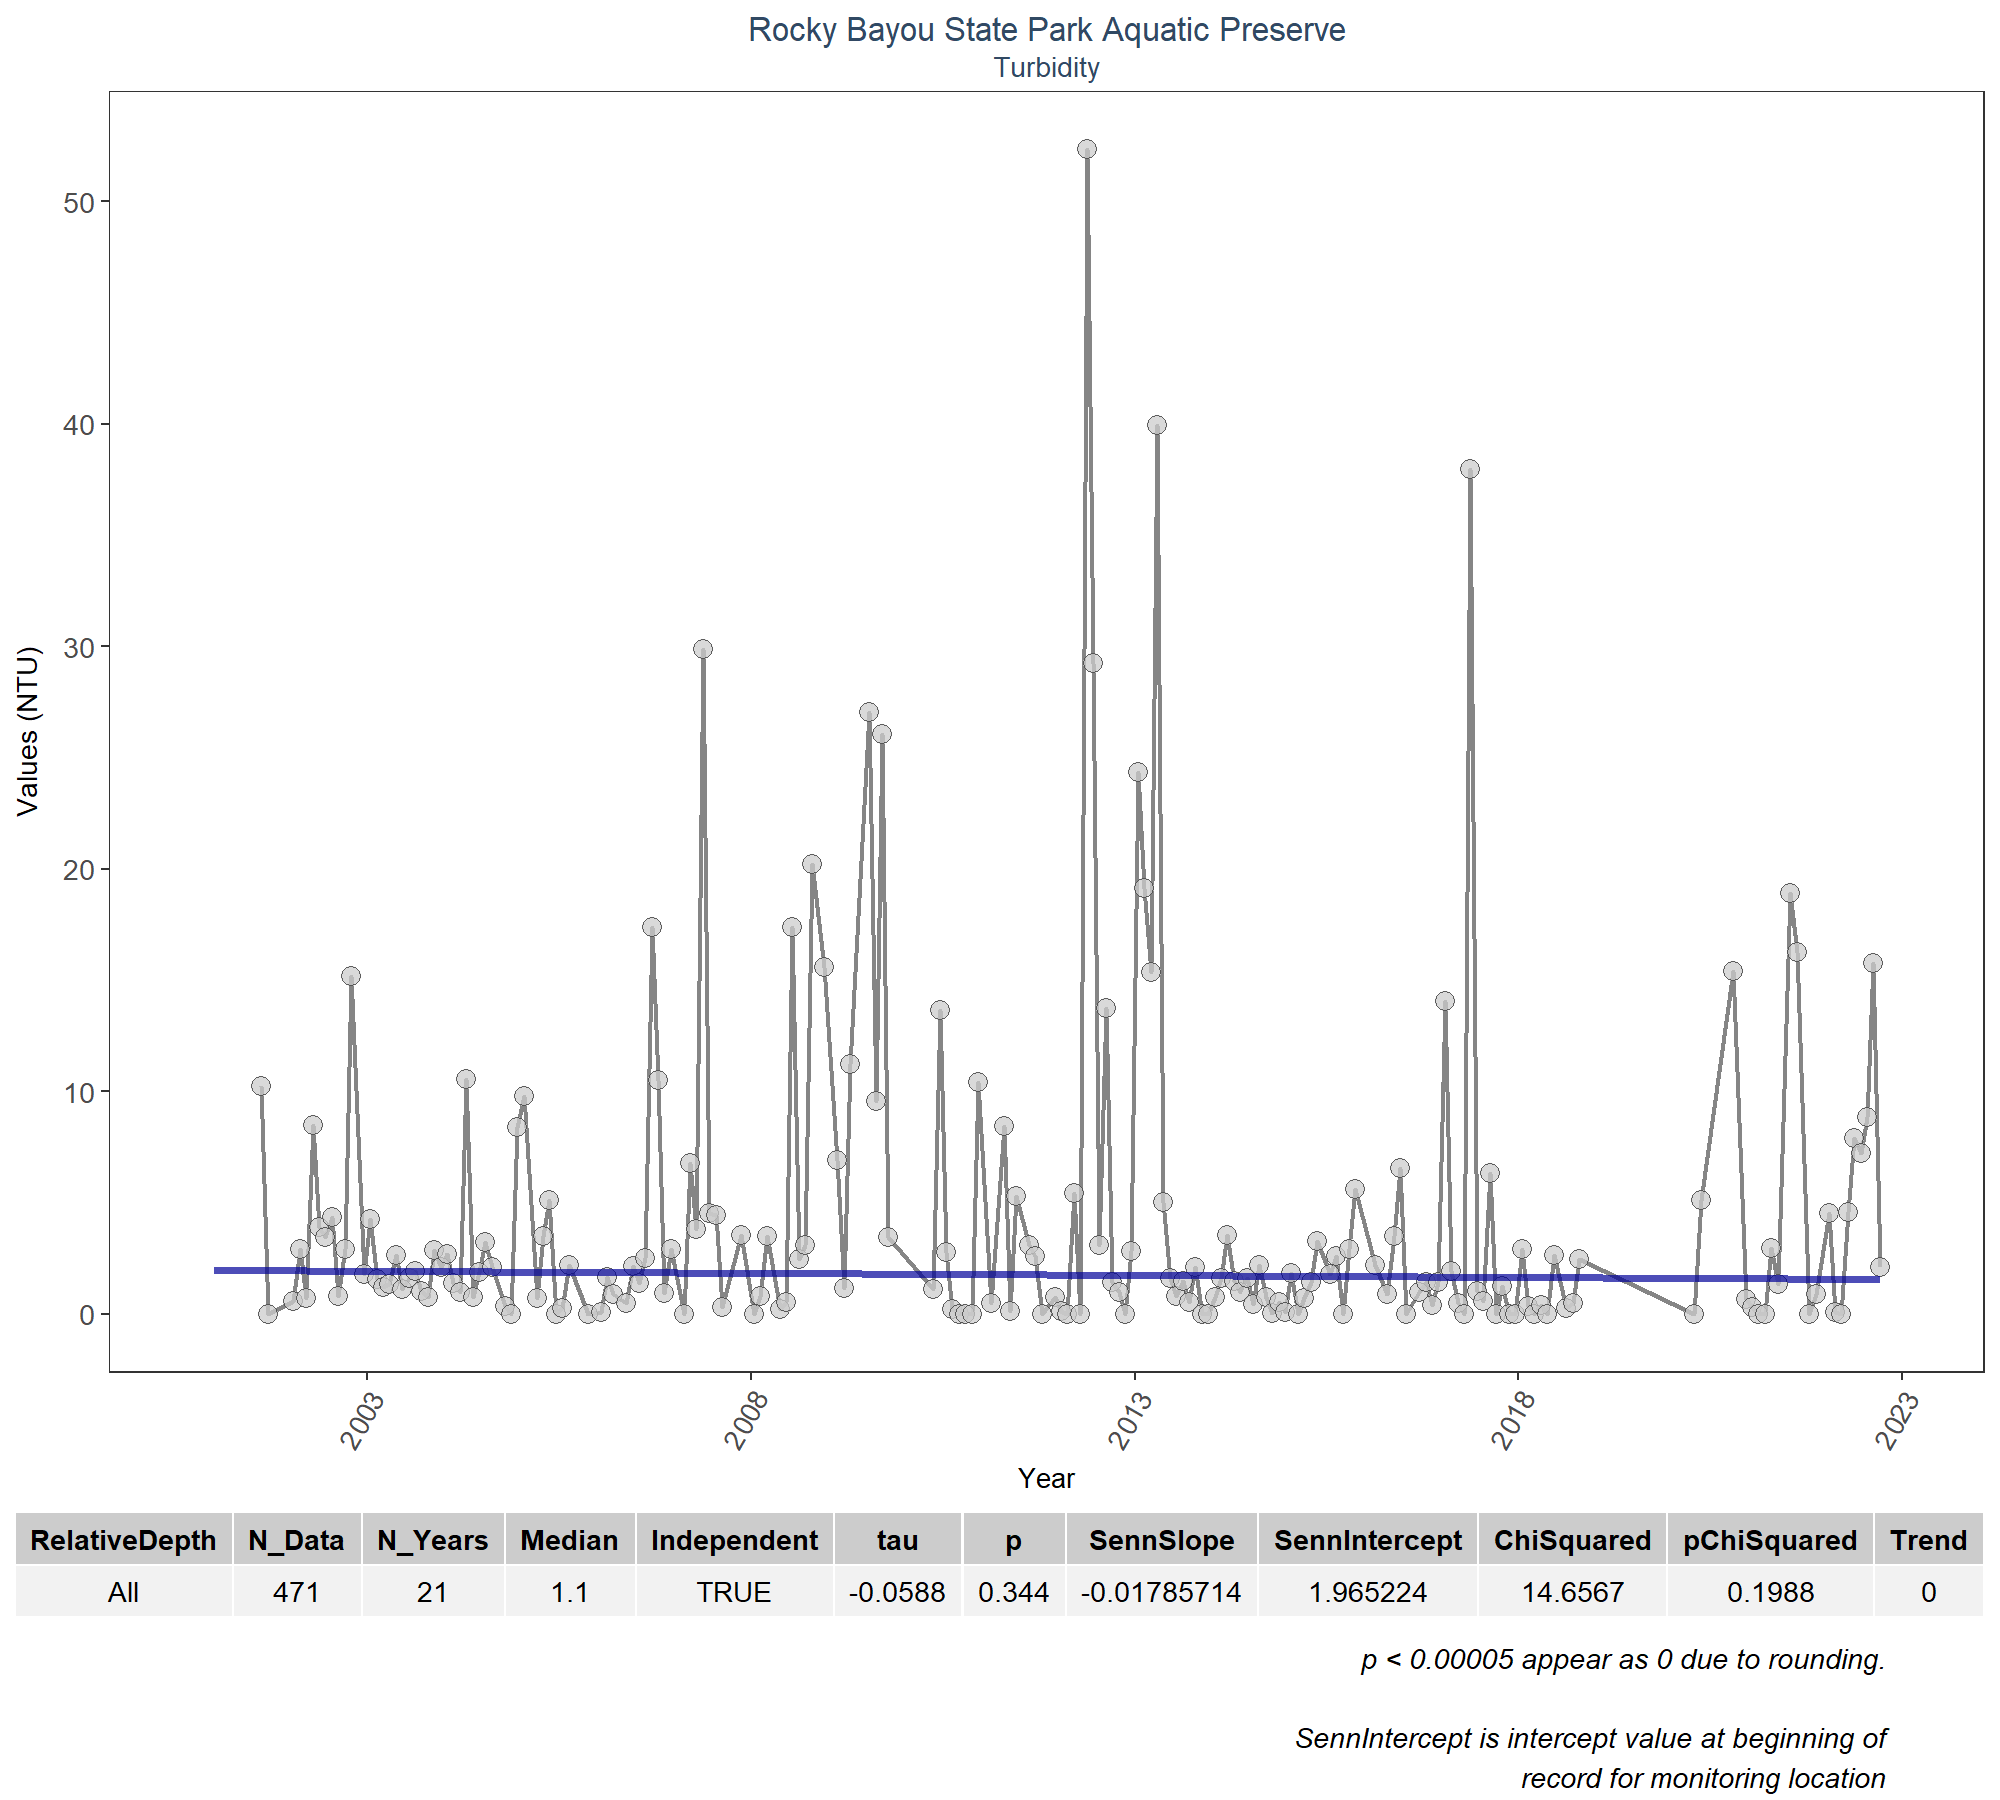 Rocky Bayou State Park Aquatic Preserve
Turbidity
50
40
30
20
10
0
Values (NTU)
2003 2008 2013 2018 2023
Year
RelativeDepth N_Data N_Years Median Independent tau p SennSlope SennIntercept ChiSquared pChiSquared Trend
All 471 21 1.1 TRUE -0.0588 0.344 -0.01785714 1.965224 14.6567 0.1988 0
p < 0.00005 appear as 0 due to rounding.
SennIntercept is intercept value at beginning of
record for monitoring location